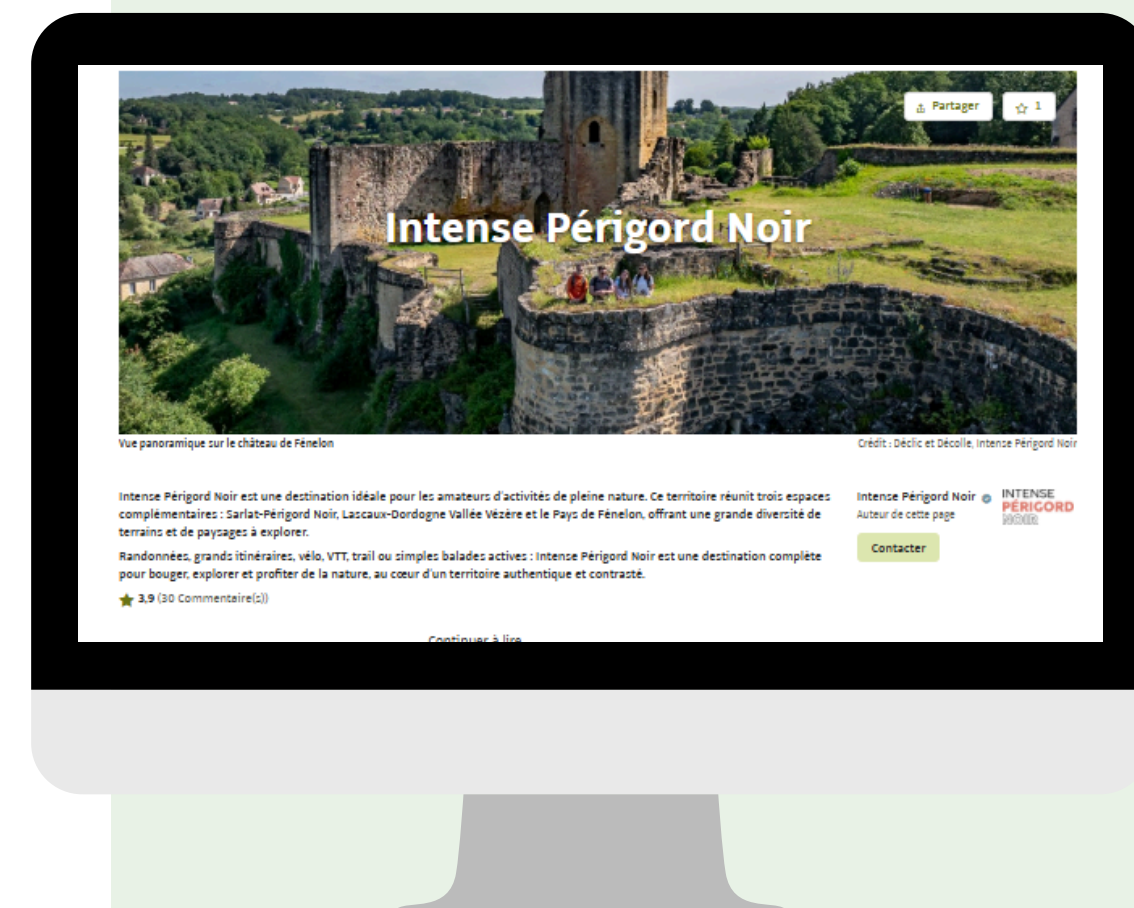 Partager
1
Intense Périgord Noir
Vue panoramique sur le château de Fénelon
Crédit : Déclic et Décolle, Intense Périgord Noir
Intense Périgord Noir est une destination idéale pour les amateurs d'activités de pleine nature. Ce territoire réunit trois espaces
complémentaires : Sarlat-Périgord Noir, Lascaux-Dordogne Vallée Vézère et le Pays de Fénelon, offrant une grande diversité de
terrains et de paysages à explorer.
Randonnées, grands itinéraires, vélo, VTT, trail ou simples balades actives : Intense Périgord Noir est une destination complète
pour bouger, explorer et profiter de la nature, au cœur d'un territoire authentique et contrasté.
3,9 (30 Commentaire(s))
Continuer à lire
Intense Périgord Noir
Auteur de cette page
Contacter
INTENSE
PÉRIGORD
NOIR